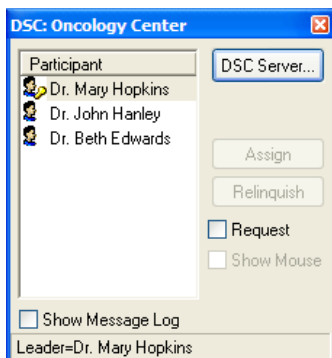 DSC: Oncology Center
Participant
DSC Server...
Dr. Mary Hopkins
Dr. John Hanley
Dr. Beth Edwards
Assign
Relinquish
Request
Show Mouse
Show Message Log
Leader=Dr. Mary Hopkins